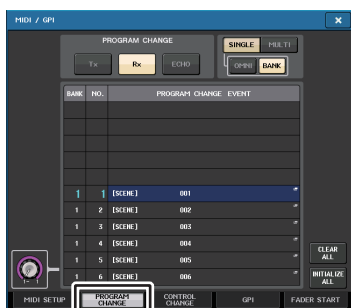 MIDI / GPI
PROGRAM CHANGE
Tx Rx ECHO
SINGLE MULTI
OMNI BANK
BANK NO. PROGRAM CHANGE EVENT
1 1 [SCENE] 001
1 2 [SCENE] 002
1 3 [SCENE] 003
1 4 [SCENE] 004
1 5 [SCENE] 005
1 6 [SCENE] 006
CLEAR
ALL
INITIALIZE
ALL
1- 1
MIDI SETUP
PROGRAM
CHANGE
CONTROL
CHANGE
GPI
FADER START